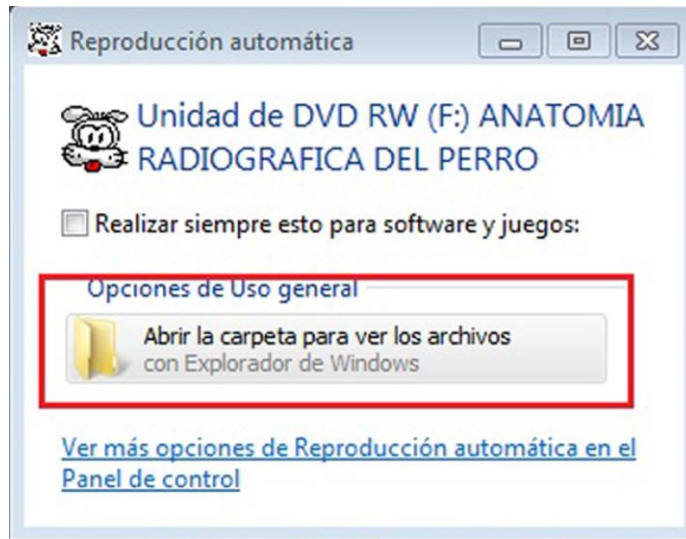 Reproducción automática
Unidad de DVD RW (F:) ANATOMIA
RADIOGRAFICA DEL PERRO
Realizar siempre esto para software y juegos:
Opciones de Uso general
Abrir la carpeta para ver los archivos
con Explorador de Windows
Ver más opciones de Reproducción automática en el
Panel de control